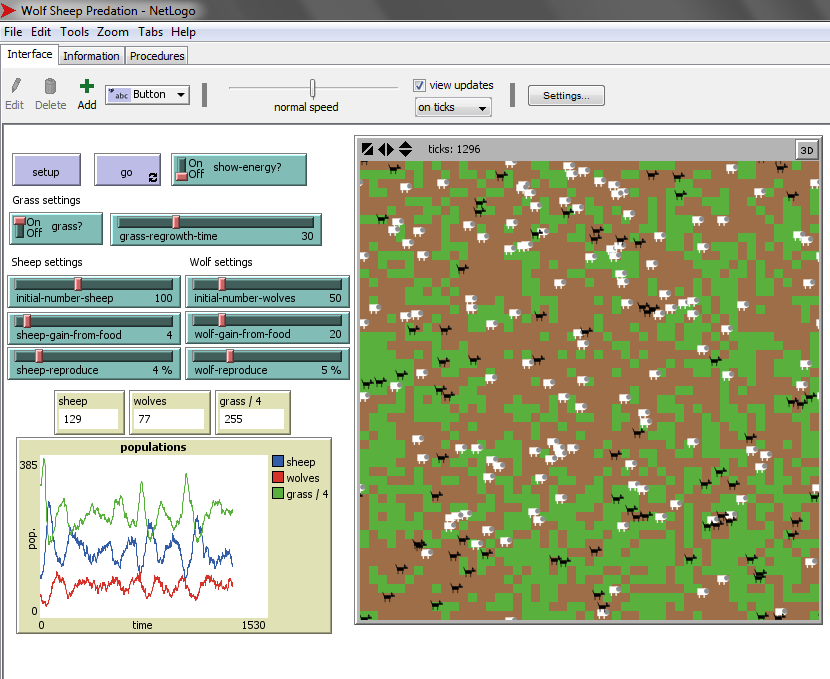 Wolf Sheep Predation - NetLogo
File Edit Tools Zoom Tabs Help
Interface Information Procedures
Edit Delete Add abc Button normal speed view updates on ticks Settings...
ticks: 1296 3D
setup go On Off show-energy?
Grass settings
On Off grass? grass-regrowth-time 30
Sheep settings Wolf settings
initial-number-sheep 100 initial-number-wolves 50
sheep-gain-from-food 4 wolf-gain-from-food 20
sheep-reproduce 4 % wolf-reproduce 5 %
sheep wolves grass / 4
129 77 255
populations
385 sheep
wolves
grass / 4
pop.
0
0 time 1530